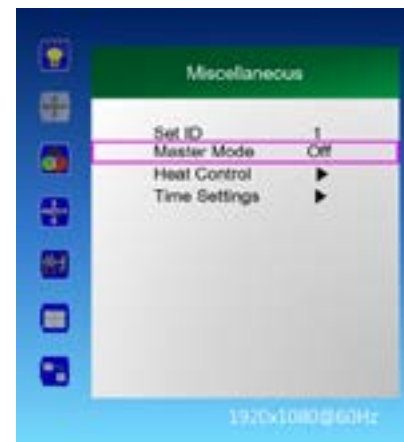 Miscellaneous
Set ID 1
Master Mode Off
Heat Control ▶
Time Settings ▶
1920x1080@60Hz